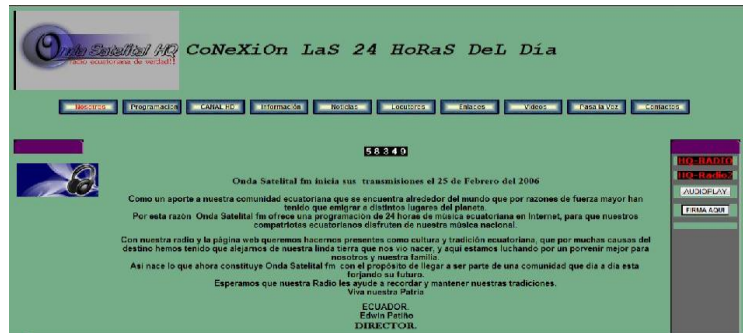 Onda Satelital HQ
radio ecuatoriana de verdad!!
CoNeXiOn LaS 24 HoRaS DeL Día
Nosotros Programacion CANAL HD Información Noticias Locutores Enlaces Videos Pasa la Voz Contactos
58349
HQ-RADIO
HQ-Radio2
AUDIOPLAY
FIRMA AQUI
Onda Satelital fm inicia sus transmisiones el 25 de Febrero del 2006
Como un aporte a nuestra comunidad ecuatoriana que se encuentra alrededor del mundo que por razones de fuerza mayor han
tenido que emigrar a distintos lugares del planeta.
Por esta razón Onda Satelital fm ofrece una programación de 24 horas de música ecuatoriana en Internet, para que nuestros
compatriotas ecuatorianos disfruten de nuestra música nacional.
Con nuestra radio y la página web queremos hacernos presentes como cultura y tradición ecuatoriana, que por muchas causas del
destino hemos tenido que alejarnos de nuestra linda tierra que nos vio nacer, y aquí estamos luchando por un porvenir mejor para
nosotros y nuestra familia.
Asi nace lo que ahora constituye Onda Satelital fm con el propósito de llegar a ser parte de una comunidad que dia a dia esta
forjando su futuro.
Esperamos que nuestra Radio les ayude a recordar y mantener nuestras tradiciones.
Viva nuestra Patria
ECUADOR.
Edwin Patiño
DIRECTOR.